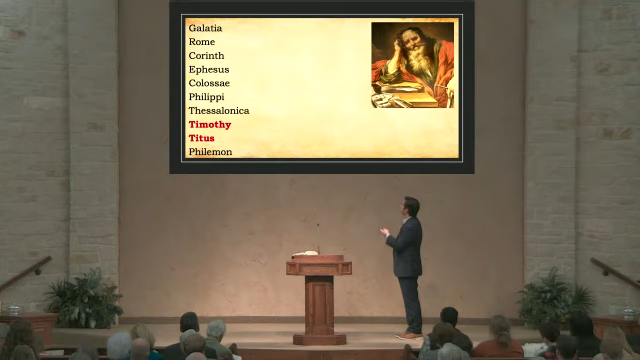 Galatia
Rome
Corinth
Ephesus
Colossae
Philippi
Thessalonica
Timothy
Titus
Philemon